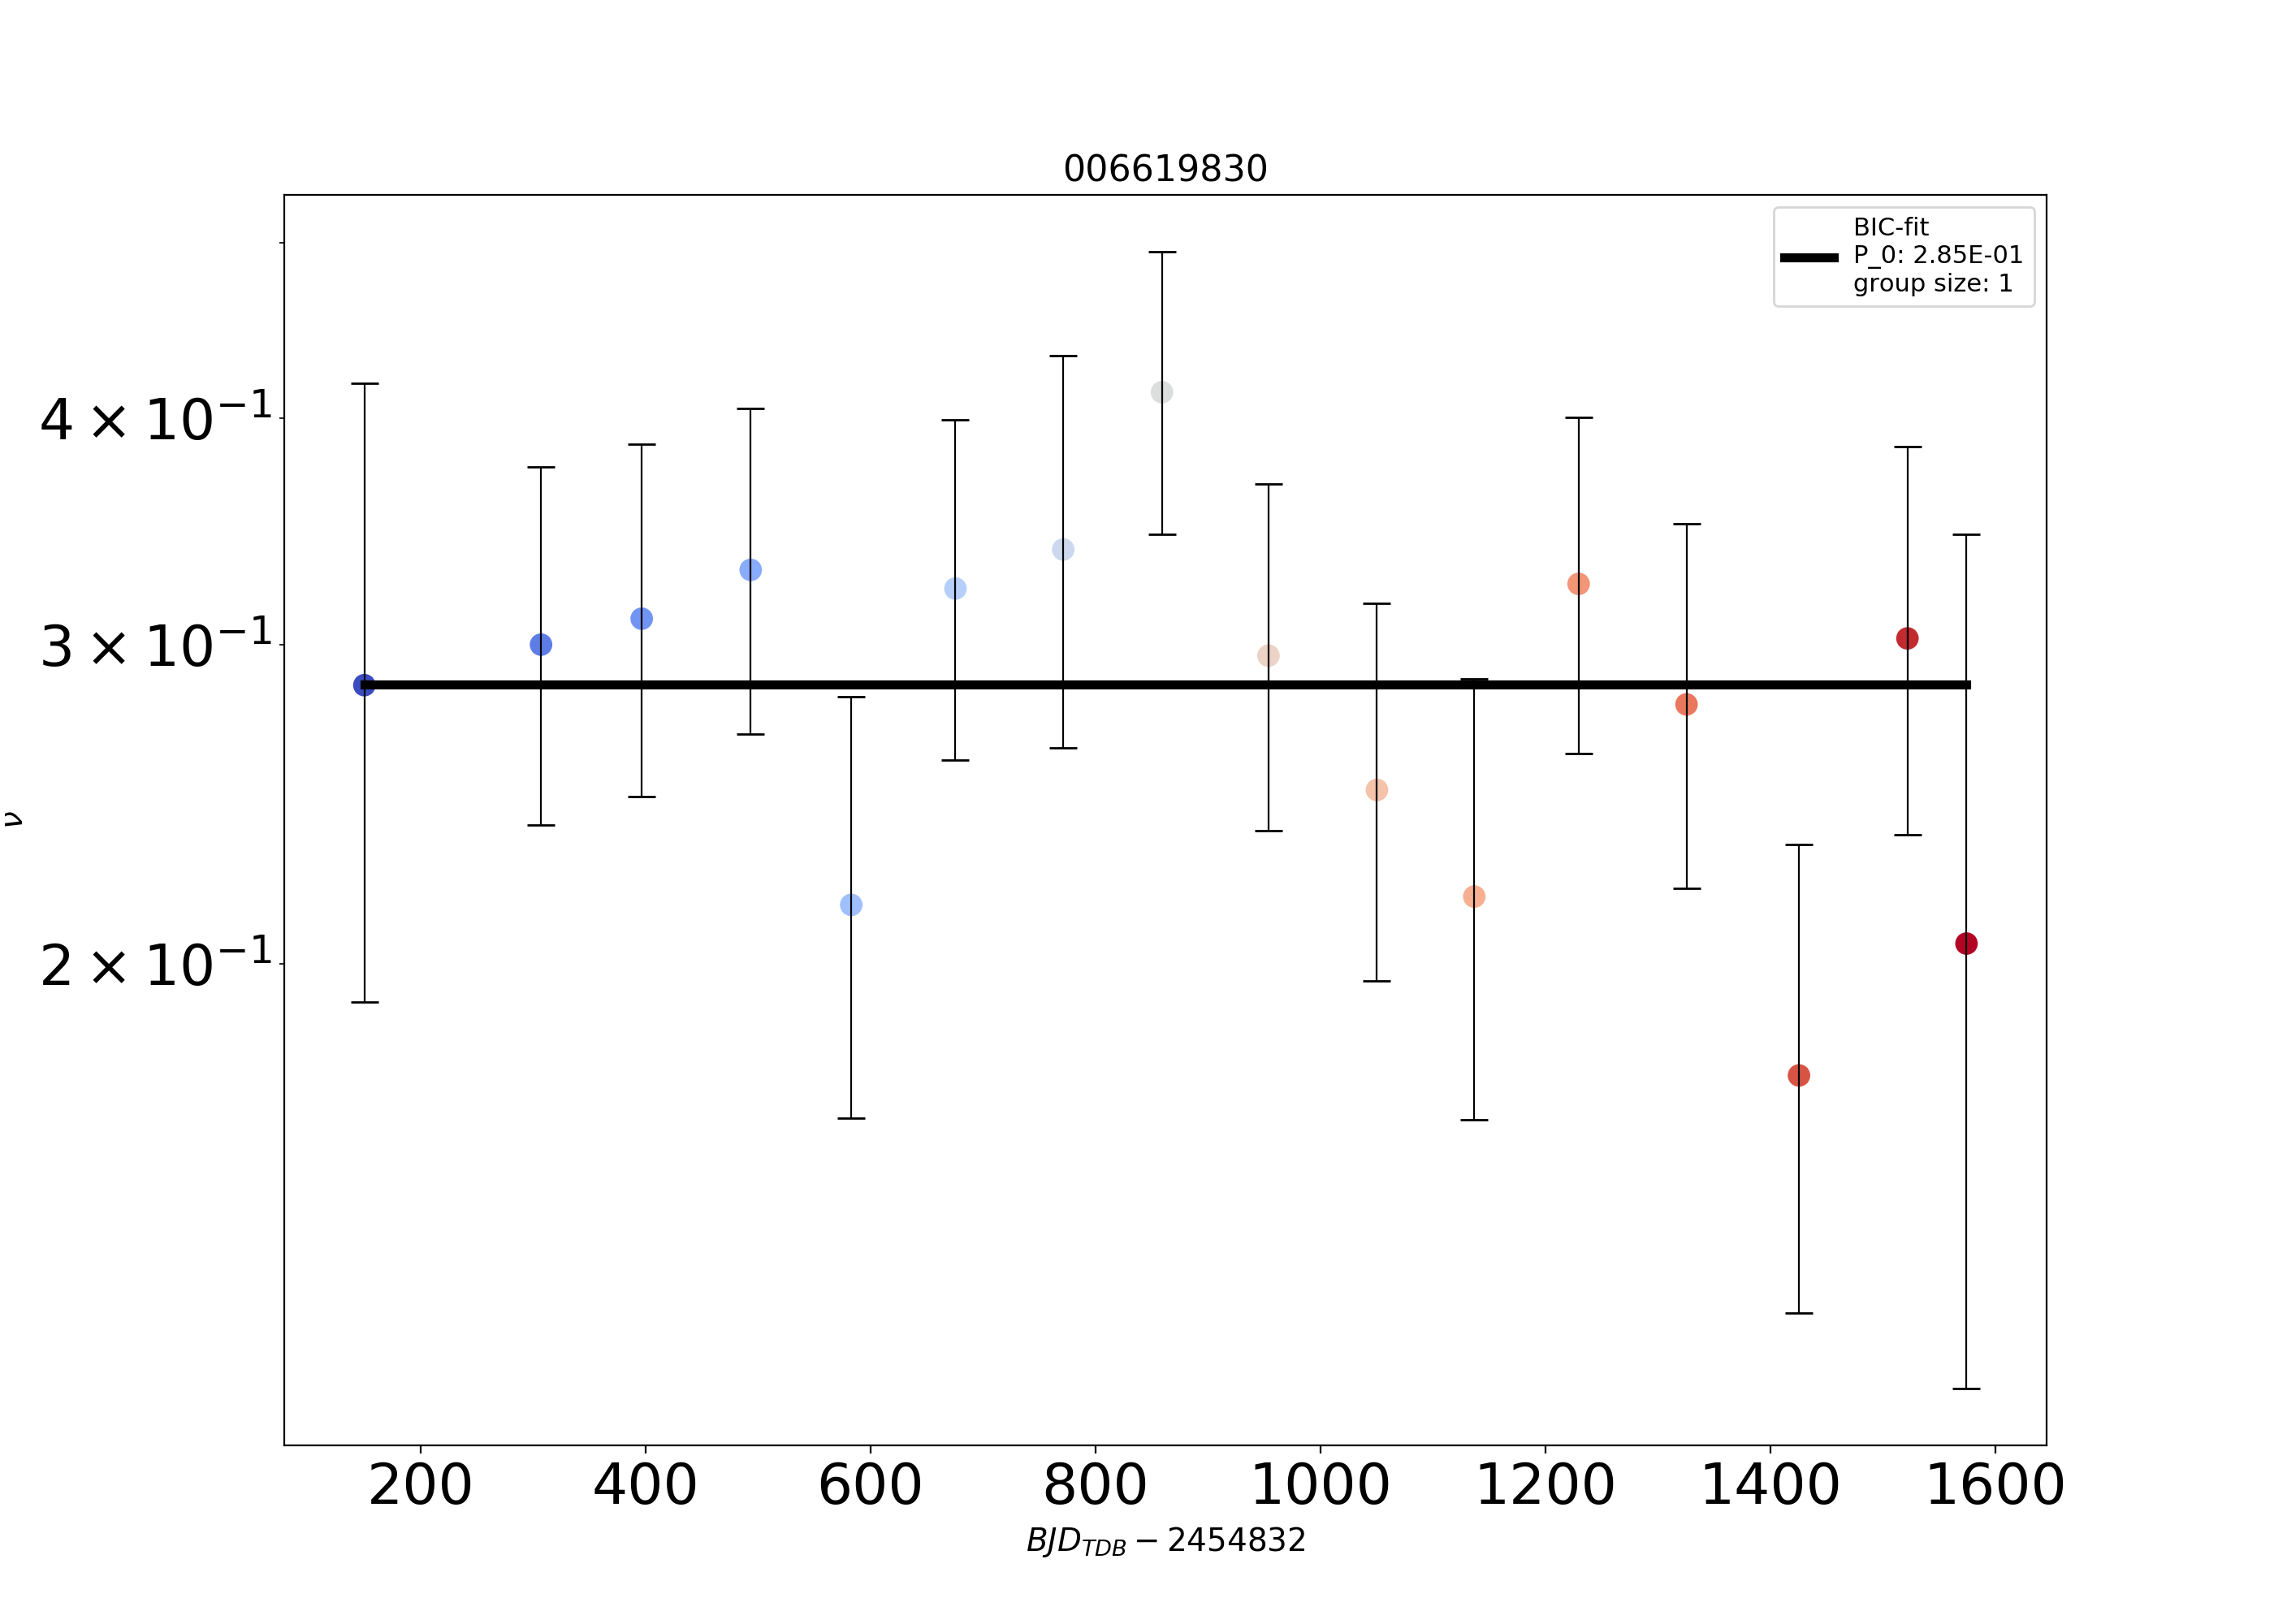 006619830
BIC-fit
P_0: 2.85E-01
group size: 1
4 × 10⁻¹
3 × 10⁻¹
2 × 10⁻¹
ν
200 400 600 800 1000 1200 1400 1600
BJD_TDB − 2454832